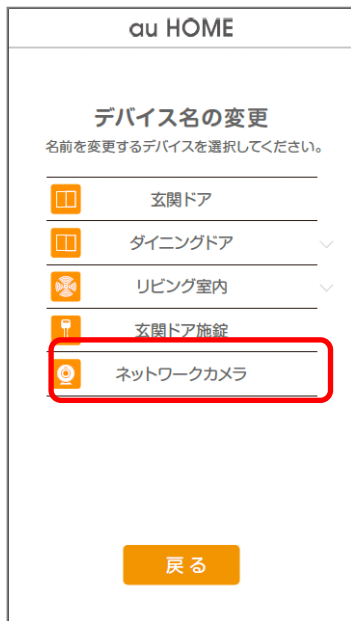 au HOME
デバイス名の変更
名前を変更するデバイスを選択してください。
玄関ドア
ダイニングドア
リビング室内
玄関ドア施錠
ネットワークカメラ
戻る